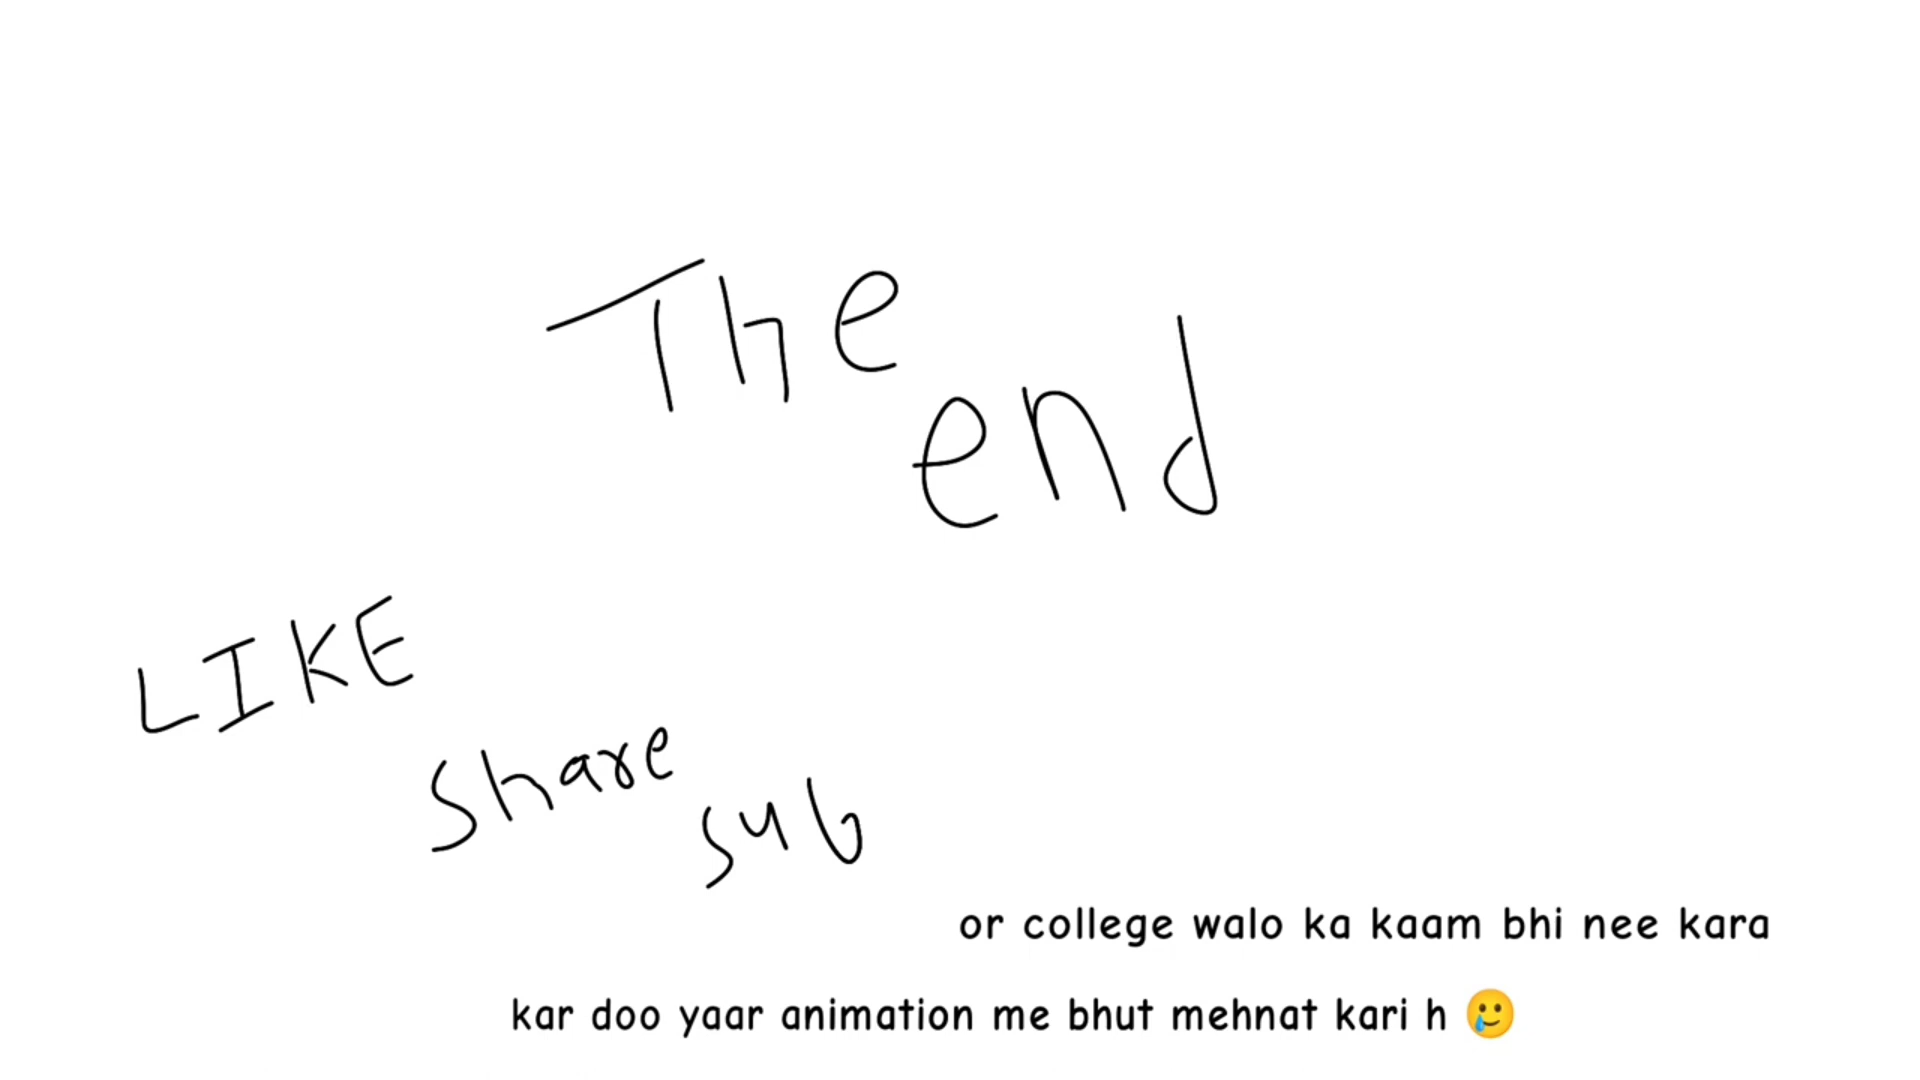 The
end
LIKE
share
sub
or college walo ka kaam bhi nee kara
kar doo yaar animation me bhut mehnat kari h 🥲